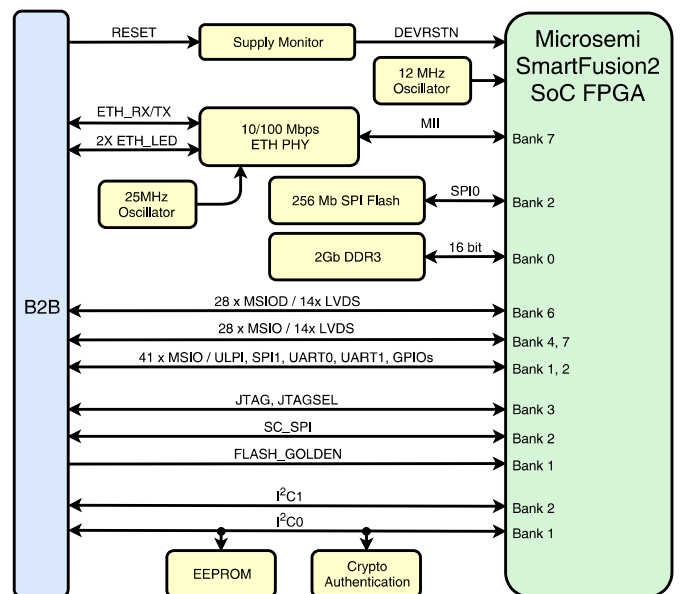 RESET
Supply Monitor
DEVRSTN
Microsemi
SmartFusion2
SoC FPGA
12 MHz
Oscillator
ETH_RX/TX
2X ETH_LED
10/100 Mbps
ETH PHY
MII
Bank 7
25MHz
Oscillator
256 Mb SPI Flash
SPI0
Bank 2
2Gb DDR3
16 bit
Bank 0
B2B
28 x MSIOD / 14x LVDS
Bank 6
28 x MSIO / 14x LVDS
Bank 4, 7
41 x MSIO / ULPI, SPI1, UART0, UART1, GPIOs
Bank 1, 2
JTAG, JTAGSEL
Bank 3
SC_SPI
Bank 2
FLASH_GOLDEN
Bank 1
I²C1
Bank 2
I²C0
Bank 1
EEPROM
Crypto
Authentication